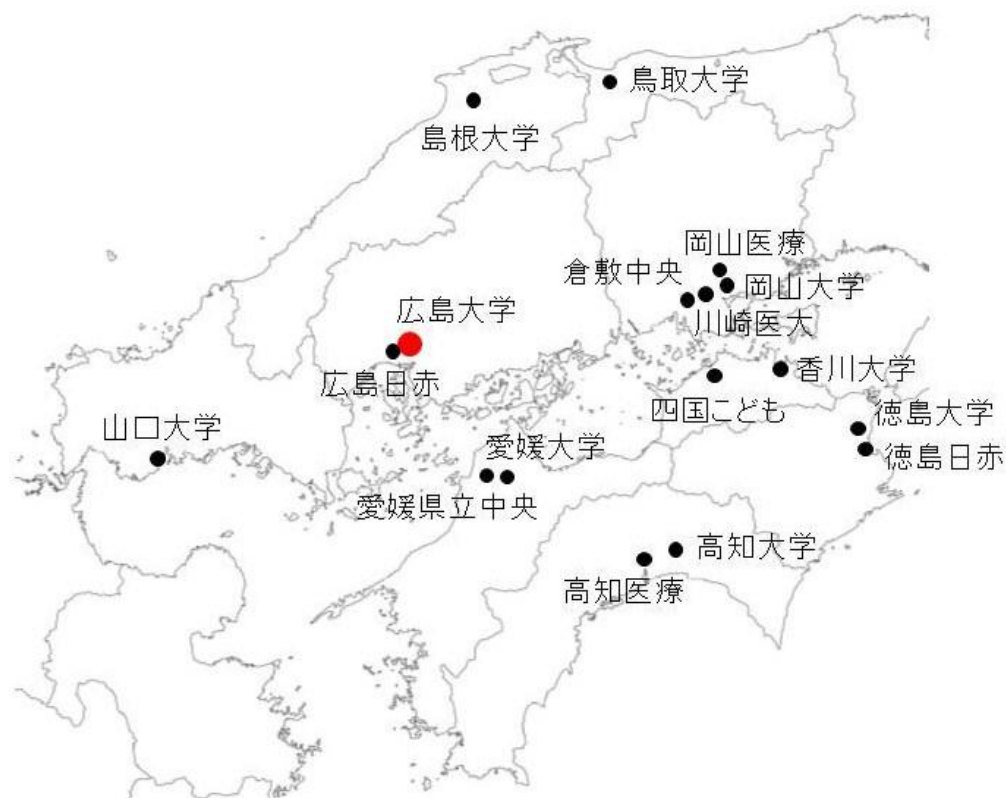 鳥取大学
島根大学
岡山医療
倉敷中央
岡山大学
川崎医大
広島大学
広島日赤
香川大学
四国こども
徳島大学
徳島日赤
山口大学
愛媛大学
愛媛県立中央
高知大学
高知医療